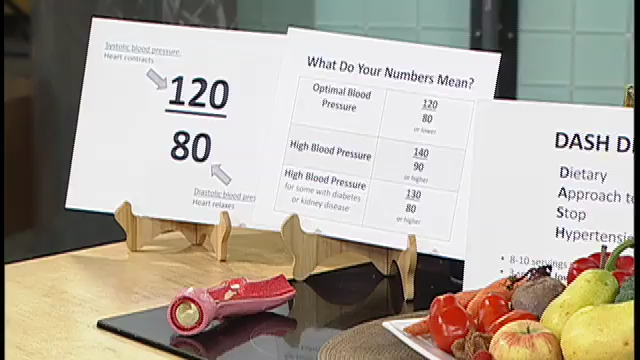 Systolic blood pressure:
Heart contracts
120
80
Diastolic blood pres
Heart relaxes
What Do Your Numbers Mean?
Optimal Blood
Pressure
120
80
or lower
High Blood Pressure
140
90
or higher
High Blood Pressure
for some with diabetes
or kidney disease
130
80
or higher
DASH D
Dietary
Approach to
Stop
Hypertensi
• 8-10 servings